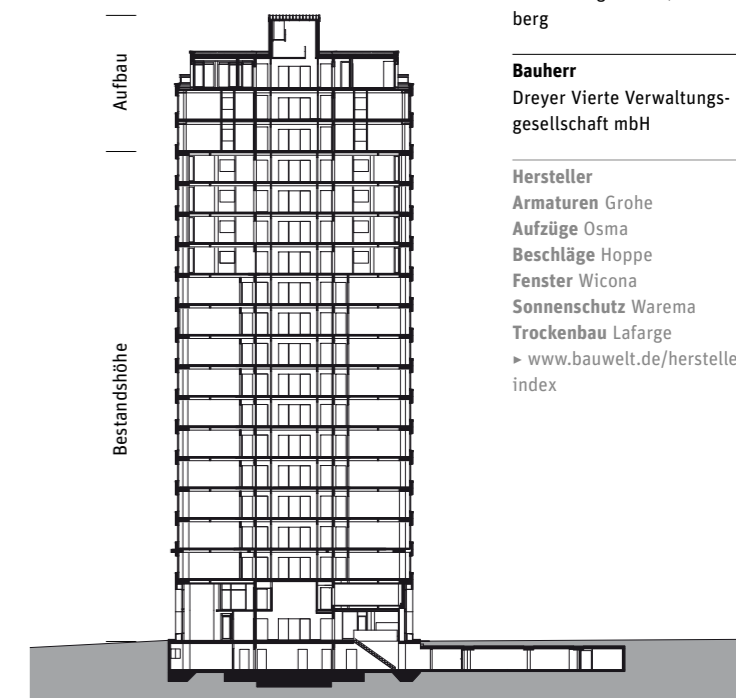 berg
Bauherr
Dreyer Vierte Verwaltungs-
gesellschaft mbH
Hersteller
Armaturen Grohe
Aufzüge Osma
Beschläge Hoppe
Fenster Wicona
Sonnenschutz Warema
Trockenbau Lafarge
▸ www.bauwelt.de/herstelle
index
Aufbau
Bestandshöhe